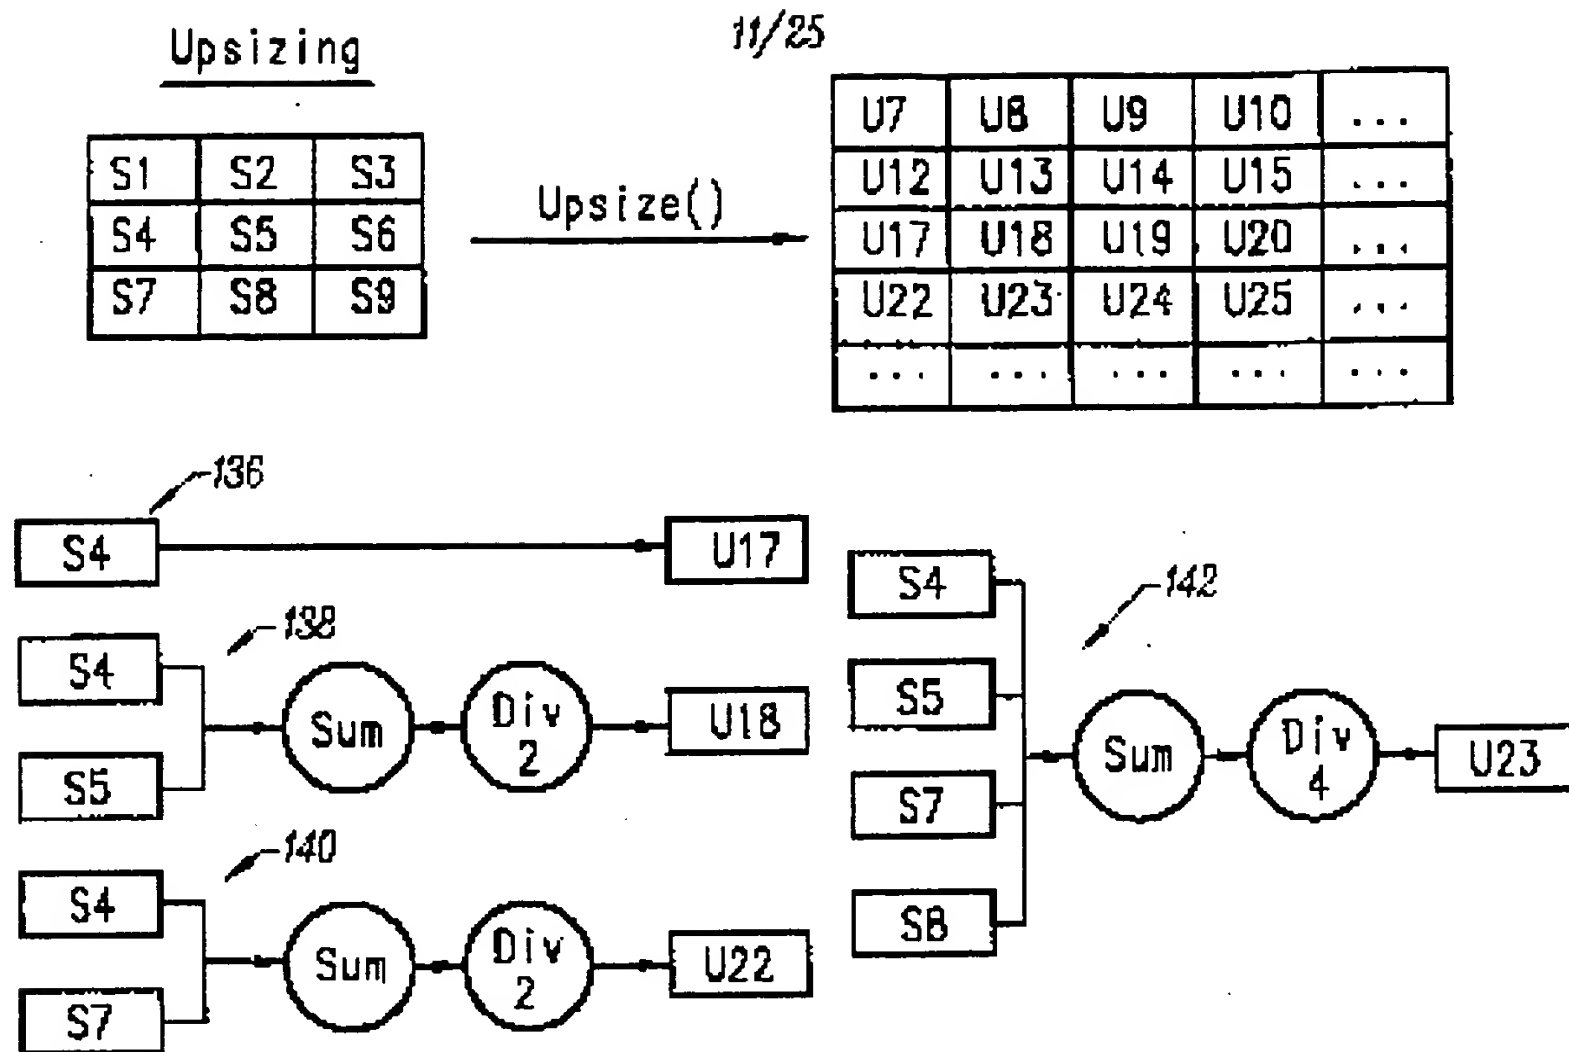 Upsizing
11/25
S1 S2 S3
S4 S5 S6
S7 S8 S9
Upsize()
U7 U8 U9 U10 ...
U12 U13 U14 U15 ...
U17 U18 U19 U20 ...
U22 U23 U24 U25 ...
... ... ... ... ...
136
S4 U17
138
S4
S5
Sum
Div 2
U18
140
S4
S7
Sum
Div 2
U22
142
S4
S5
S7
S8
Sum
Div 4
U23